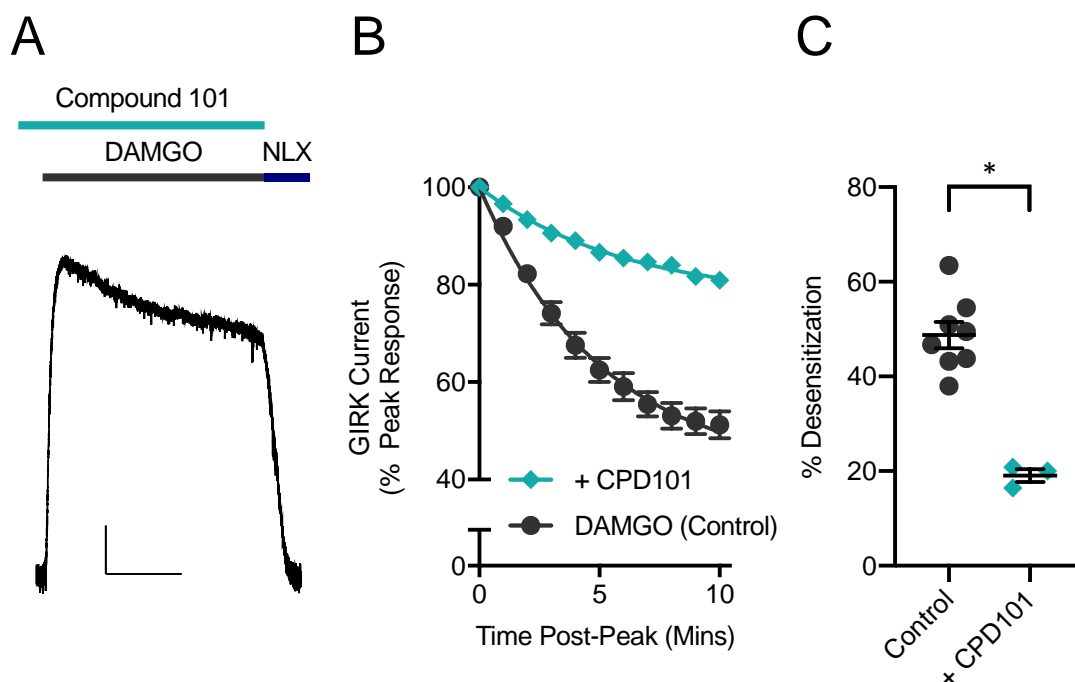 A
Compound 101
DAMGO NLX
B
100
80
60
40
0
GIRK Current
(% Peak Response)
+ CPD101
DAMGO (Control)
0 5 10
Time Post-Peak (Mins)
C
*
80
60
40
20
0
% Desensitization
Control
+ CPD101